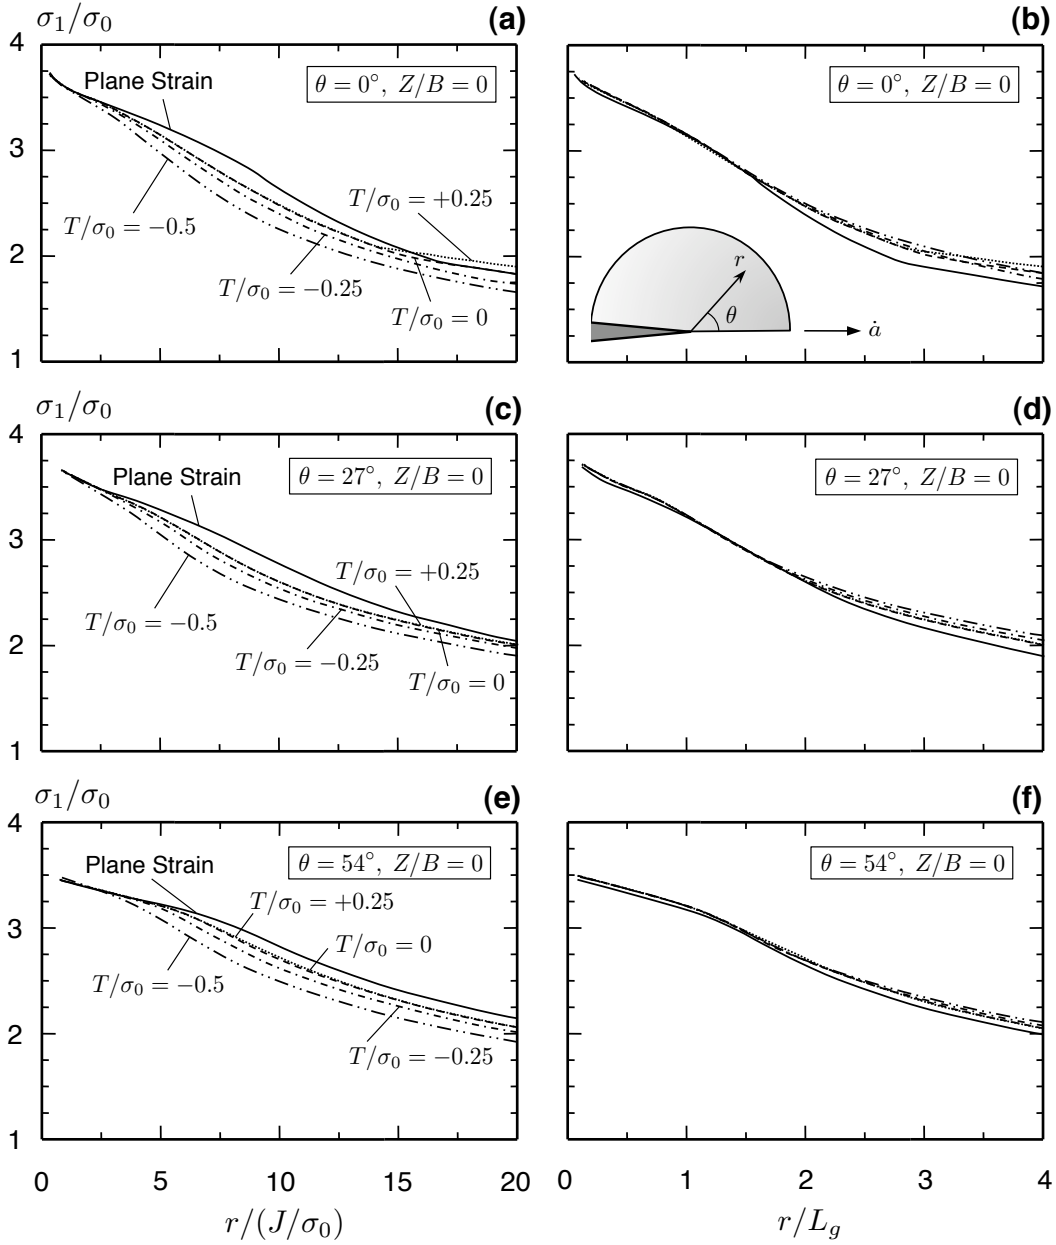 σ₁/σ₀ (a) (b)
4
3
2
1
Plane Strain
θ = 0°, Z/B = 0
T/σ₀ = +0.25
T/σ₀ = −0.5
T/σ₀ = −0.25
T/σ₀ = 0
θ = 0°, Z/B = 0
r
θ
ȧ
σ₁/σ₀ (c) (d)
4
3
2
1
Plane Strain
θ = 27°, Z/B = 0
T/σ₀ = +0.25
T/σ₀ = −0.5
T/σ₀ = −0.25
T/σ₀ = 0
θ = 27°, Z/B = 0
σ₁/σ₀ (e) (f)
4
3
2
1
Plane Strain
θ = 54°, Z/B = 0
T/σ₀ = +0.25
T/σ₀ = 0
T/σ₀ = −0.5
T/σ₀ = −0.25
θ = 54°, Z/B = 0
0 5 10 15 20
r/(J/σ₀)
0 1 2 3 4
r/L_g